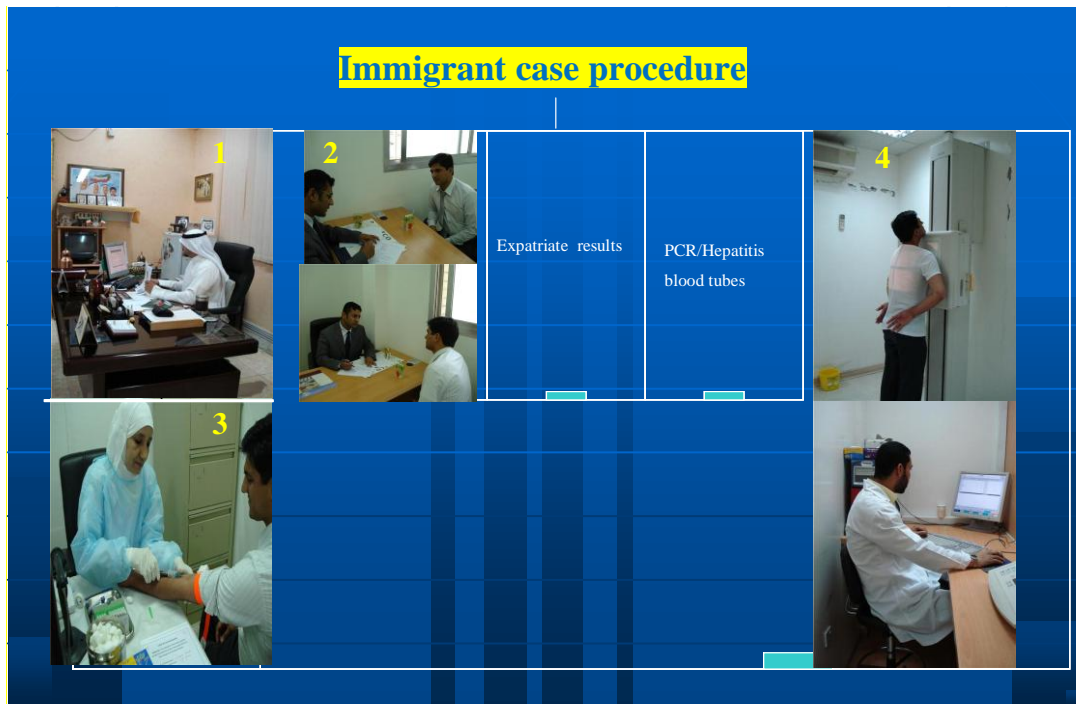 Immigrant case procedure
1
2
4
Expatriate results
PCR/Hepatitis
blood tubes
3